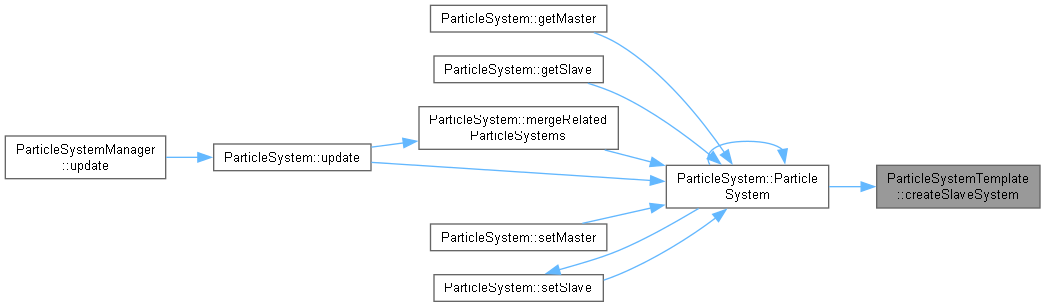 ParticleSystem::getMaster
ParticleSystem::getSlave
ParticleSystem::mergeRelated
ParticleSystems
ParticleSystemManager
::update
ParticleSystem::update
ParticleSystem::Particle
System
ParticleSystemTemplate
::createSlaveSystem
ParticleSystem::setMaster
ParticleSystem::setSlave